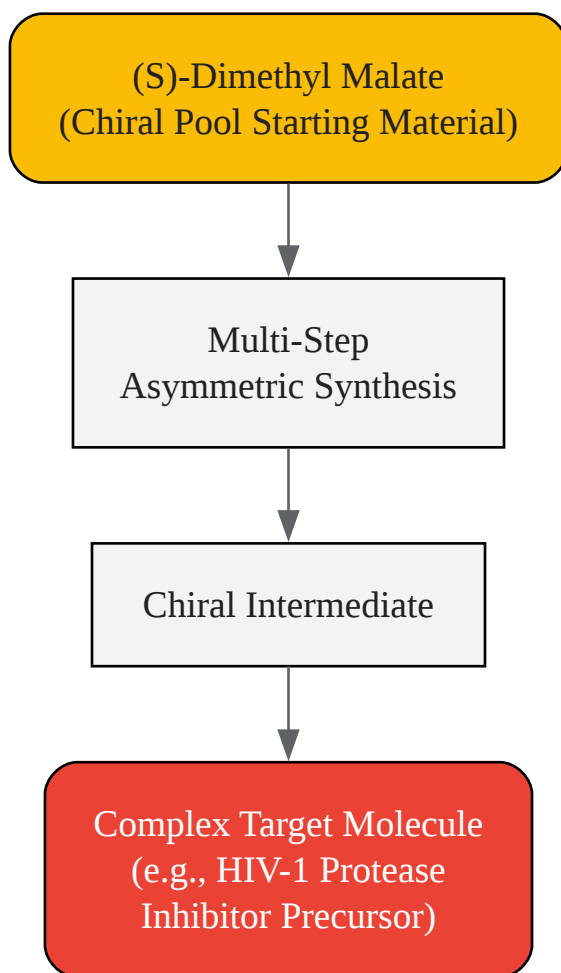 (S)-Dimethyl Malate
(Chiral Pool Starting Material)
Multi-Step
Asymmetric Synthesis
Chiral Intermediate
Complex Target Molecule
(e.g., HIV-1 Protease
Inhibitor Precursor)